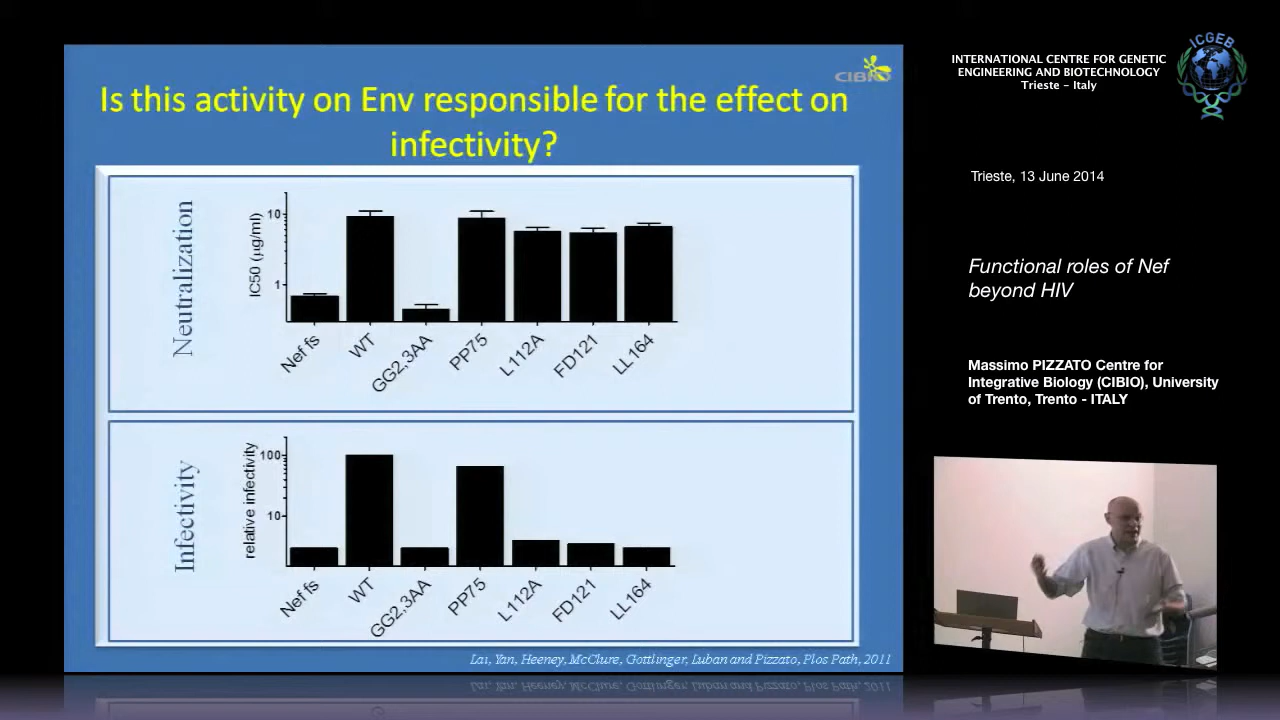 CIBIO
Is this activity on Env responsible for the effect on
infectivity?
Neutralization
IC50 (µg/ml)
10
1
Nef fs
WT
GG2,3AA
PP75
L112A
FD121
LL164
Infectivity
relative infectivity
100
10
Nef fs
WT
GG2,3AA
PP75
L112A
FD121
LL164
Lai, Yan, Heeney, McClure, Gottlinger, Luban and Pizzato, Plos Path, 2011
INTERNATIONAL CENTRE FOR GENETIC
ENGINEERING AND BIOTECHNOLOGY
Trieste - Italy
ICGEB
Trieste, 13 June 2014
Functional roles of Nef
beyond HIV
Massimo PIZZATO Centre for
Integrative Biology (CIBIO), University
of Trento, Trento - ITALY